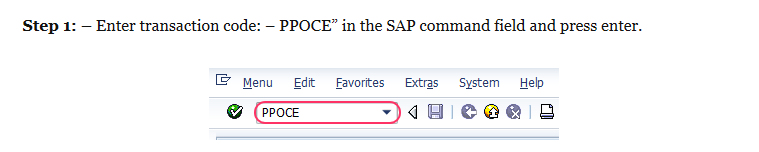 Step 1: – Enter transaction code: – PPOCE” in the SAP command field and press enter.
Menu Edit Favorites Extras System Help
PPOCE